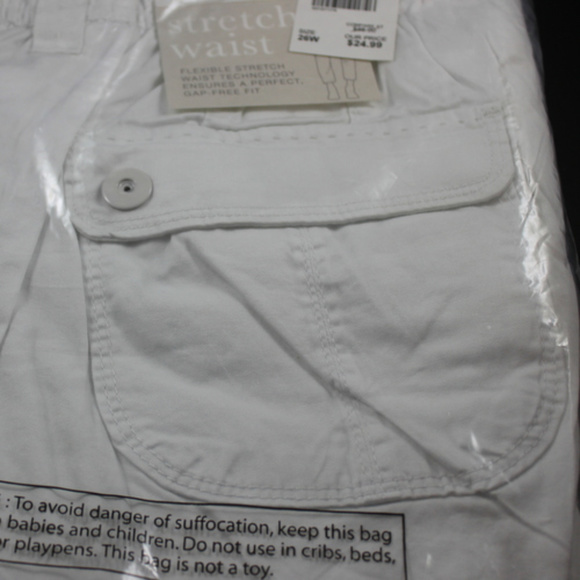 stretch
waist
FLEXIBLE STRETCH
WAIST TECHNOLOGY
ENSURES A PERFECT,
GAP-FREE FIT
SIZE
26W
OUR PRICE
$24.99
: To avoid danger of suffocation, keep this bag
babies and children. Do not use in cribs, beds,
or playpens. This bag is not a toy.